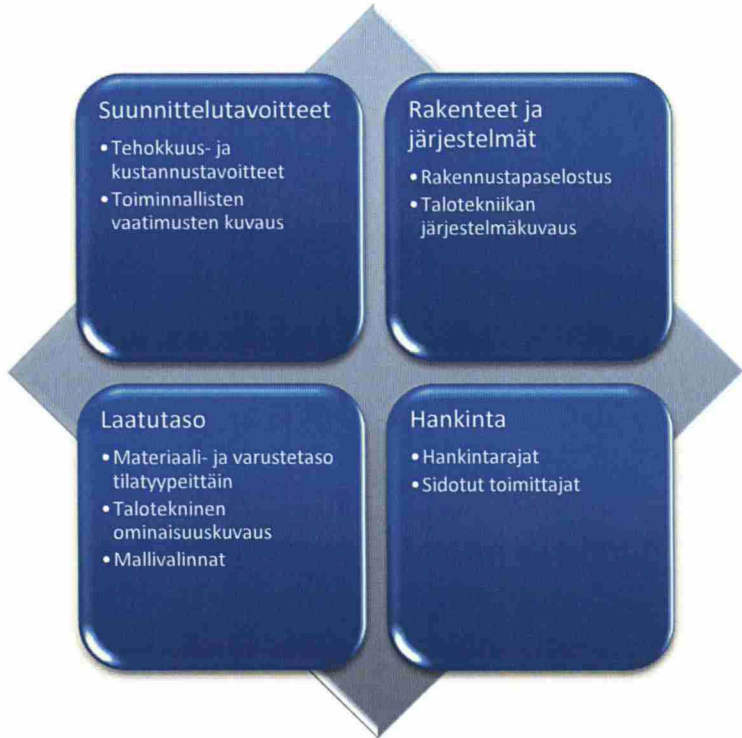 Suunnittelutavoitteet
• Tehokkuus- ja
kustannustavoitteet
• Toiminnallisten
vaatimusten kuvaus
Rakenteet ja
järjestelmät
• Rakennustapaselostus
• Talotekniikan
järjestelmäkuvaus
Laatutaso
• Materiaali- ja varustetaso
tilatyypeittäin
• Talotekninen
ominaisuuskuvaus
• Mallivalinnat
Hankinta
• Hankintarajat
• Sidotut toimittajat